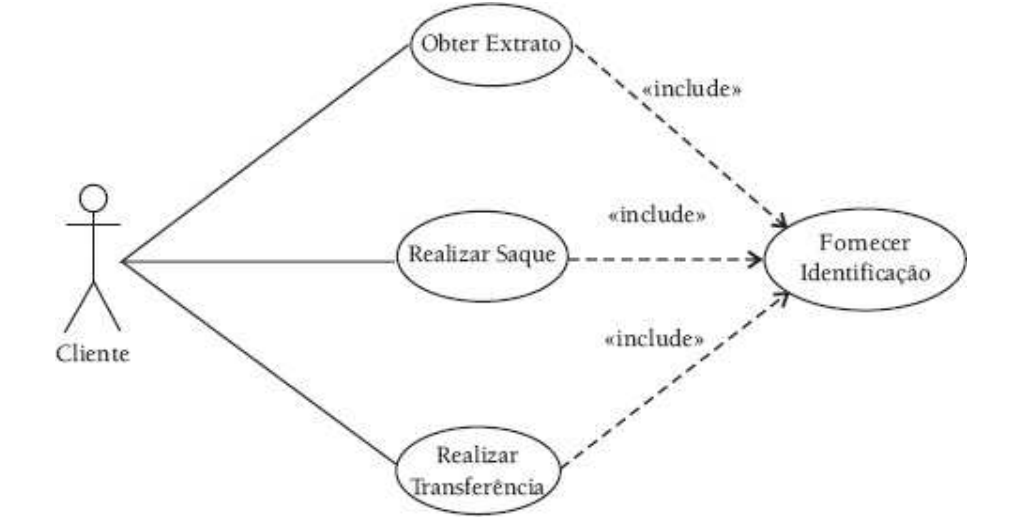 Obter Extrato
«include»
«include»
Realizar Saque
Fornecer
Identificação
«include»
Cliente
Realizar
Transferência